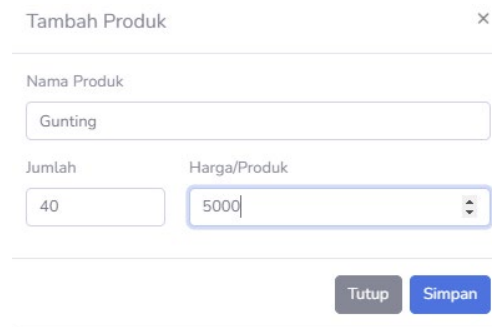 Tambah Produk ×
Nama Produk
Gunting
Jumlah Harga/Produk
40 5000
Tutup Simpan